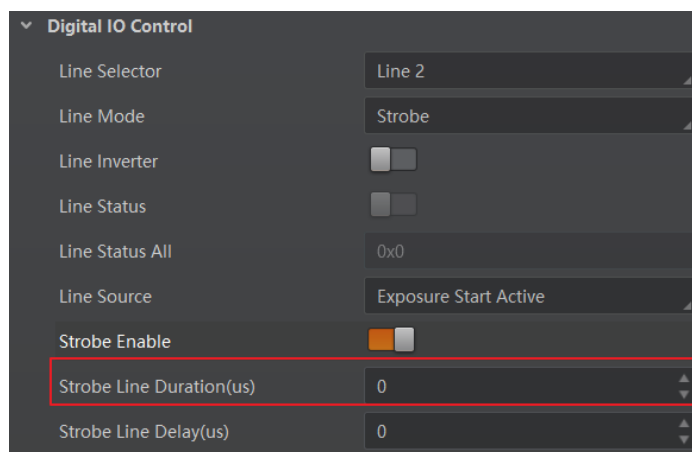 Digital IO Control
Line Selector Line 2
Line Mode Strobe
Line Inverter
Line Status
Line Status All 0x0
Line Source Exposure Start Active
Strobe Enable
Strobe Line Duration(us) 0
Strobe Line Delay(us) 0